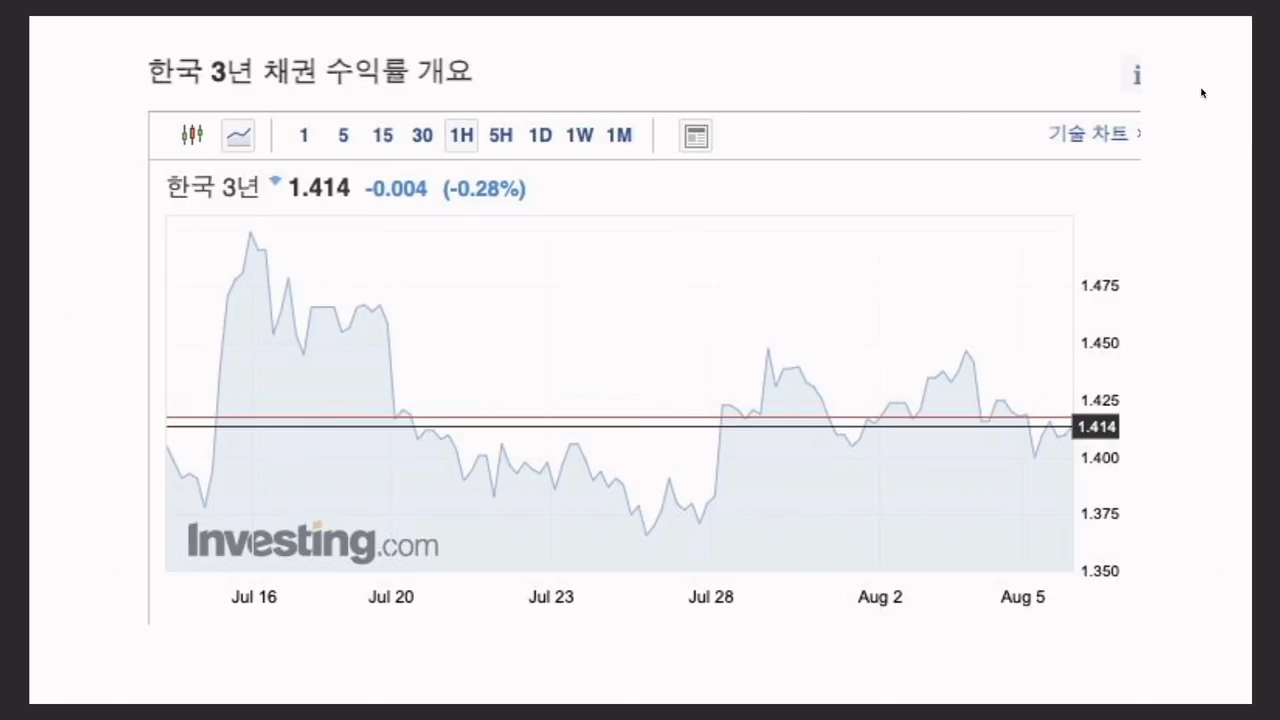 한국 3년 채권 수익률 개요
i
1 5 15 30 1H 5H 1D 1W 1M
기술 차트 ›
한국 3년 1.414 -0.004 (-0.28%)
1.475
1.450
1.425
1.414
1.400
1.375
1.350
Investing.com
Jul 16 Jul 20 Jul 23 Jul 28 Aug 2 Aug 5